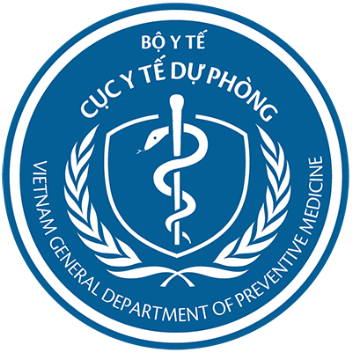 BỘ Y TẾ
CỤC Y TẾ DỰ PHÒNG
VIETNAM GENERAL DEPARTMENT OF PREVENTIVE MEDICINE